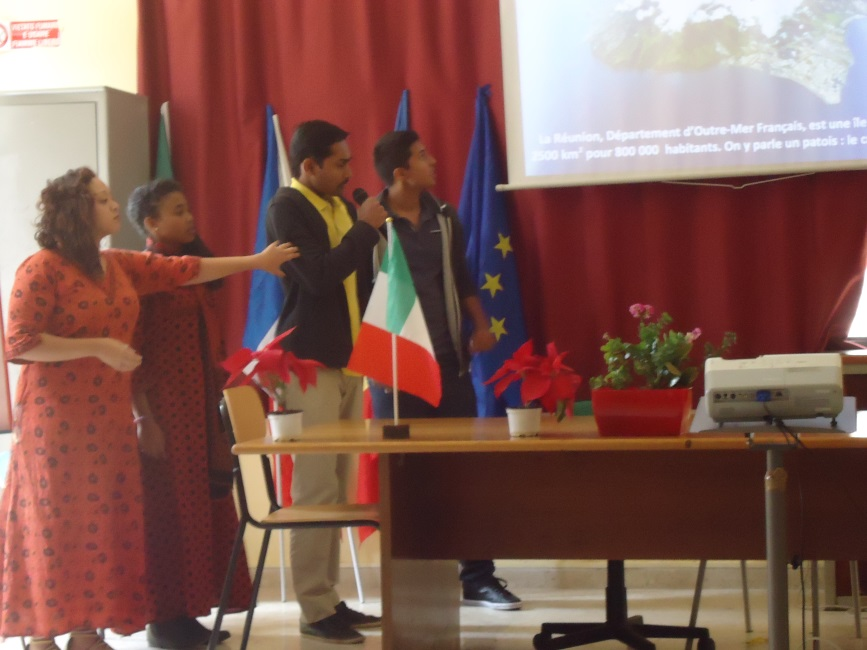 La Réunion, Département d'Outre-Mer Français, est une île
2500 km² pour 800 000 habitants. On y parle un patois : le c